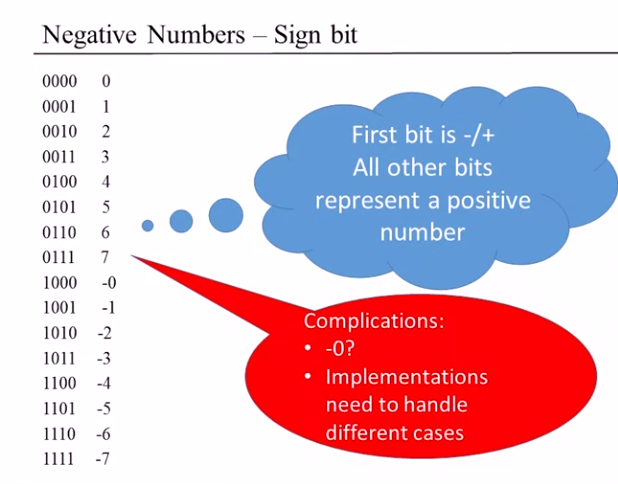 Negative Numbers – Sign bit
0000 0
0001 1
0010 2
0011 3
0100 4
0101 5
0110 6
0111 7
1000 -0
1001 -1
1010 -2
1011 -3
1100 -4
1101 -5
1110 -6
1111 -7
First bit is -/+
All other bits
represent a positive
number
Complications:
• -0?
• Implementations
need to handle
different cases